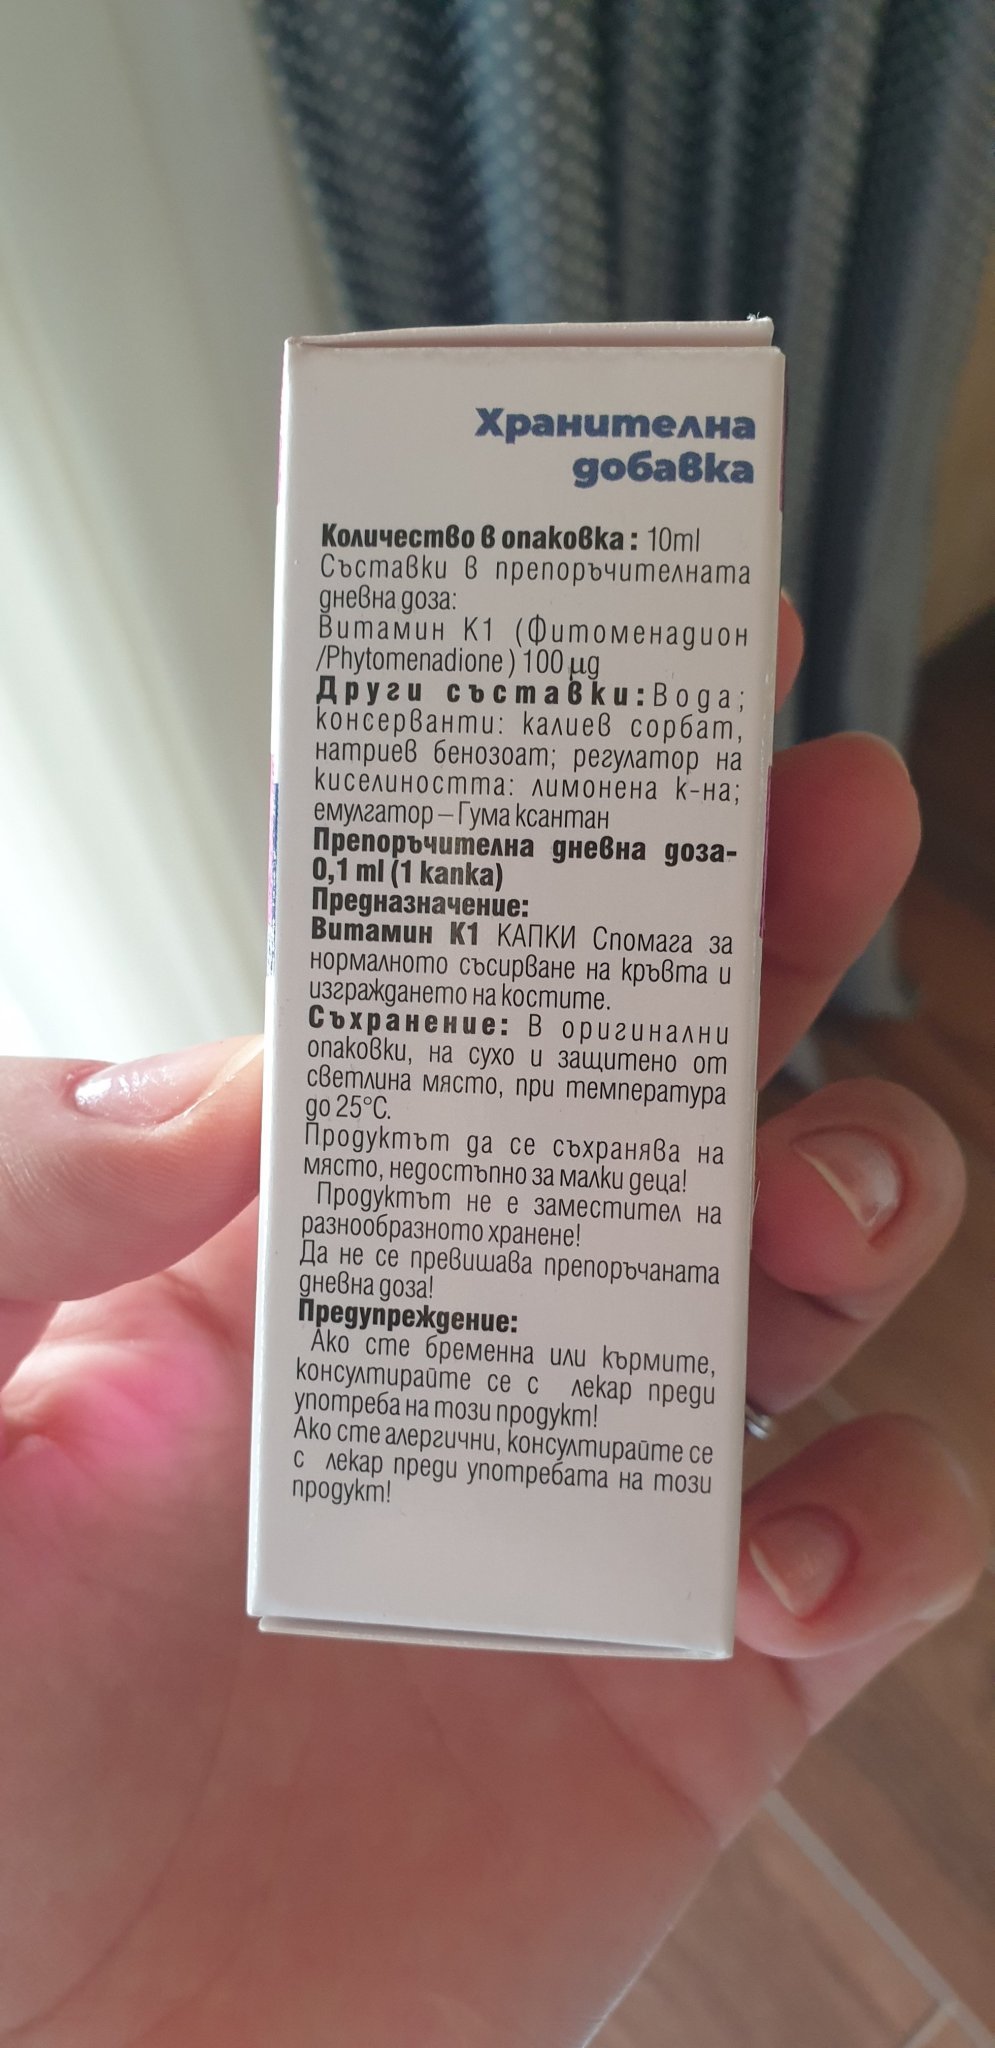 Хранителна
добавка
Количество в опаковка: 10ml
Съставки в препоръчителната
дневна доза:
Витамин К1 (Фитоменадион
/Phytomenadione) 100 µg
Други съставки: Вода;
консерванти: калиев сорбат,
натриев бенозоат; регулатор на
киселиността: лимонена к-на;
емулгатор – Гума ксантан
Препоръчителна дневна доза-
0,1 ml (1 капка)
Предназначение:
Витамин К1 КАПКИ Спомага за
нормалното съсирване на кръвта и
изграждането на костите.
Съхранение: В оригинални
опаковки, на сухо и защитено от
светлина място, при температура
до 25°C.
Продуктът да се съхранява на
място, недостъпно за малки деца!
Продуктът не е заместител на
разнообразното хранене!
Да не се превишава препоръчаната
дневна доза!
Предупреждение:
Ако сте бременна или кърмите,
консултирайте се с лекар преди
употреба на този продукт!
Ако сте алергични, консултирайте се
с лекар преди употребата на този
продукт!